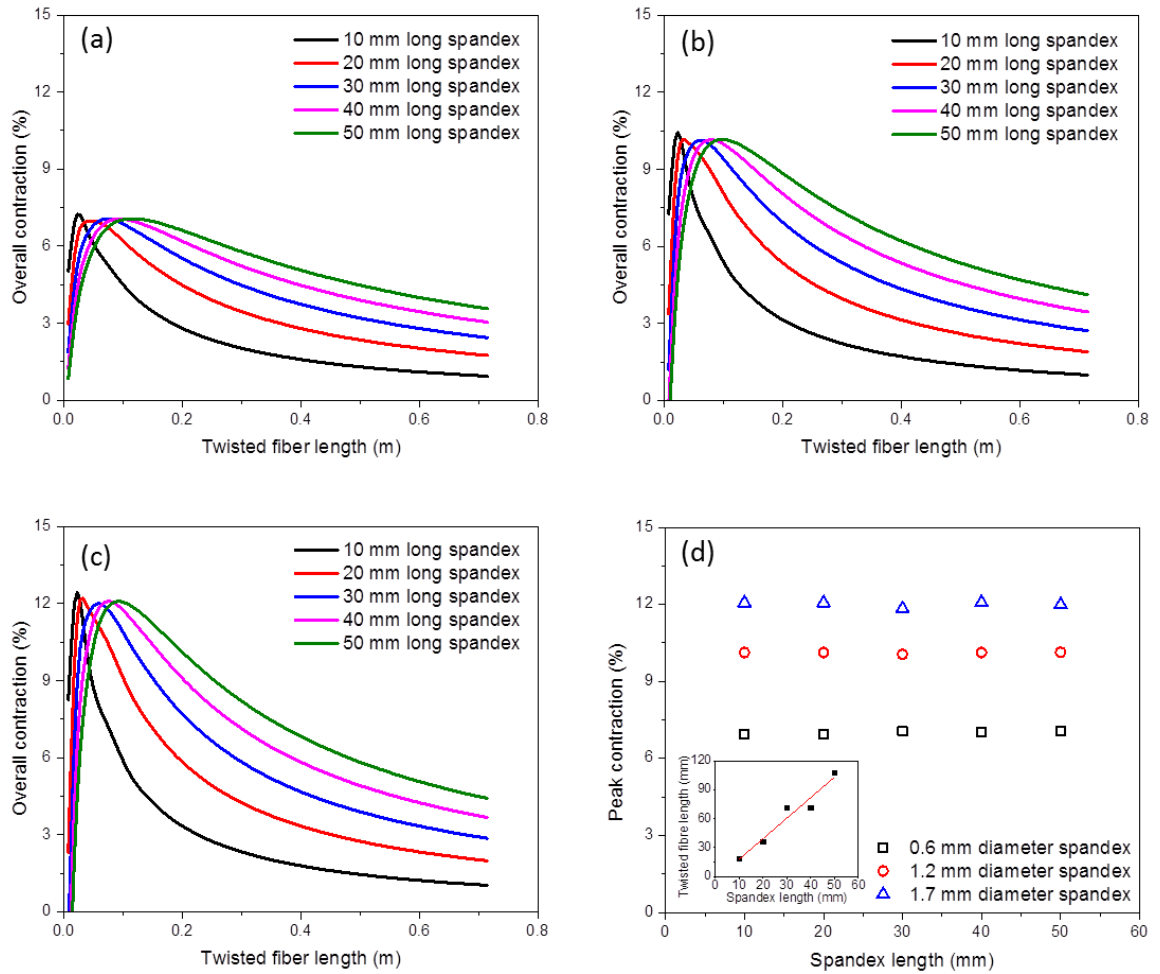 (a)
10 mm long spandex
20 mm long spandex
30 mm long spandex
40 mm long spandex
50 mm long spandex
Overall contraction (%)
15
12
9
6
3
0
0.0 0.2 0.4 0.6 0.8
Twisted fiber length (m)
(b)
10 mm long spandex
20 mm long spandex
30 mm long spandex
40 mm long spandex
50 mm long spandex
Overall contraction (%)
15
12
9
6
3
0
0.0 0.2 0.4 0.6 0.8
Twisted fiber length (m)
(c)
10 mm long spandex
20 mm long spandex
30 mm long spandex
40 mm long spandex
50 mm long spandex
Overall contraction (%)
15
12
9
6
3
0
0.0 0.2 0.4 0.6 0.8
Twisted fiber length (m)
(d)
Peak contraction (%)
15
12
9
6
3
0
Twisted fibre length (mm)
120
90
60
30
0
0 10 20 30 40 50 60
Spandex length (mm)
0.6 mm diameter spandex
1.2 mm diameter spandex
1.7 mm diameter spandex
0 10 20 30 40 50 60
Spandex length (mm)